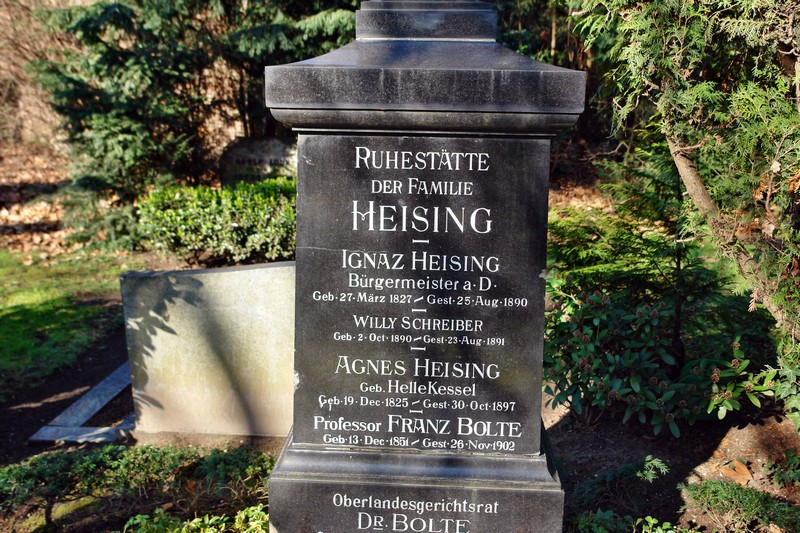 RUHESTÄTTE
DER FAMILIE
HEISING
IGNAZ HEISING
Bürgermeister a·D·
Geb·27·März 1827–Gest·25·Aug·1890
WILLY SCHREIBER
Geb·2·Oct·1890–Gest·23·Aug·1891
AGNES HEISING
Geb·HelleKessel
Geb·19·Dec·1825–Gest·30·Oct·1897
Professor FRANZ BOLTE
Geb·13·Dec·1851–Gest·26·Nov·1902
Oberlandesgerichtsrat
DR·BOLTE